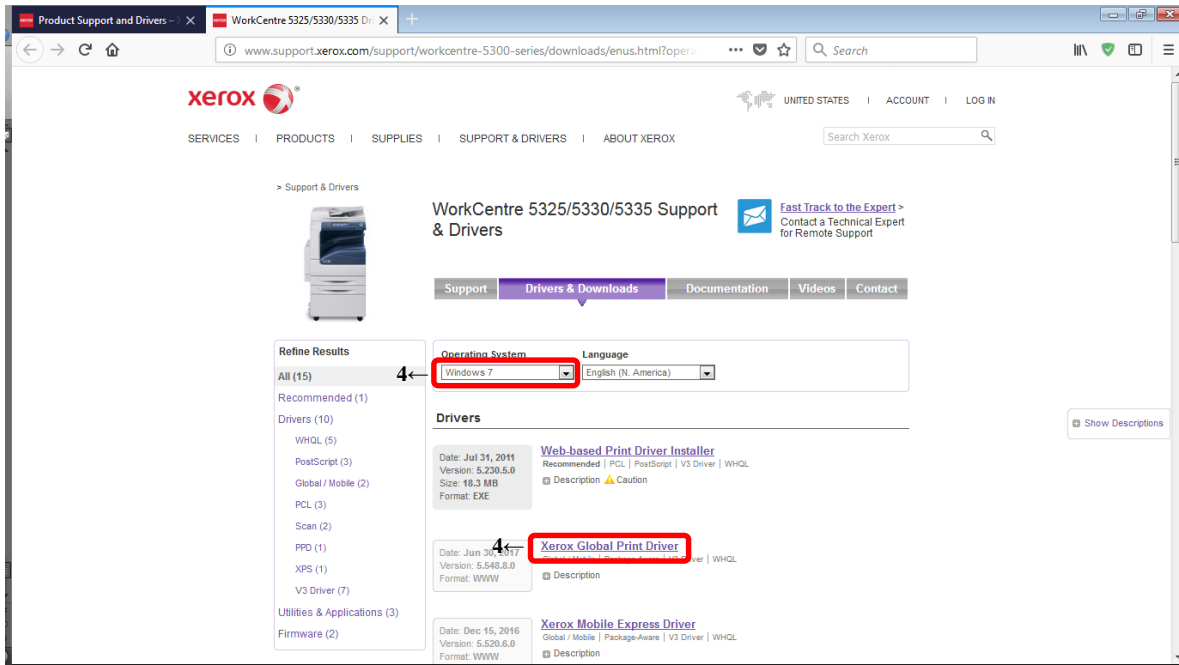 Product Support and Drivers –
WorkCentre 5325/5330/5335 Dri
www.support.xerox.com/support/workcentre-5300-series/downloads/enus.html?opera
Search
xerox
UNITED STATES | ACCOUNT | LOG IN
SERVICES | PRODUCTS | SUPPLIES | SUPPORT & DRIVERS | ABOUT XEROX
Search Xerox
> Support & Drivers
WorkCentre 5325/5330/5335 Support
& Drivers
Fast Track to the Expert >
Contact a Technical Expert
for Remote Support
Support
Drivers & Downloads
Documentation
Videos
Contact
Refine Results
All (15)
Recommended (1)
Drivers (10)
WHQL (5)
PostScript (3)
Global / Mobile (2)
PCL (3)
Scan (2)
PPD (1)
XPS (1)
V3 Driver (7)
Utilities & Applications (3)
Firmware (2)
Operating System
Language
4←
Windows 7
English (N. America)
Drivers
Show Descriptions
Date: Jul 31, 2011
Version: 5.230.5.0
Size: 18.3 MB
Format: EXE
Web-based Print Driver Installer
Recommended | PCL | PostScript | V3 Driver | WHQL
Description Caution
4←
Date: Jun 30, 2017
Version: 5.548.8.0
Format: WWW
Xerox Global Print Driver
Global / Mobile | Package-Aware | V3 Driver | WHQL
Description
Date: Dec 15, 2016
Version: 5.520.6.0
Format: WWW
Xerox Mobile Express Driver
Global / Mobile | Package-Aware | V3 Driver | WHQL
Description